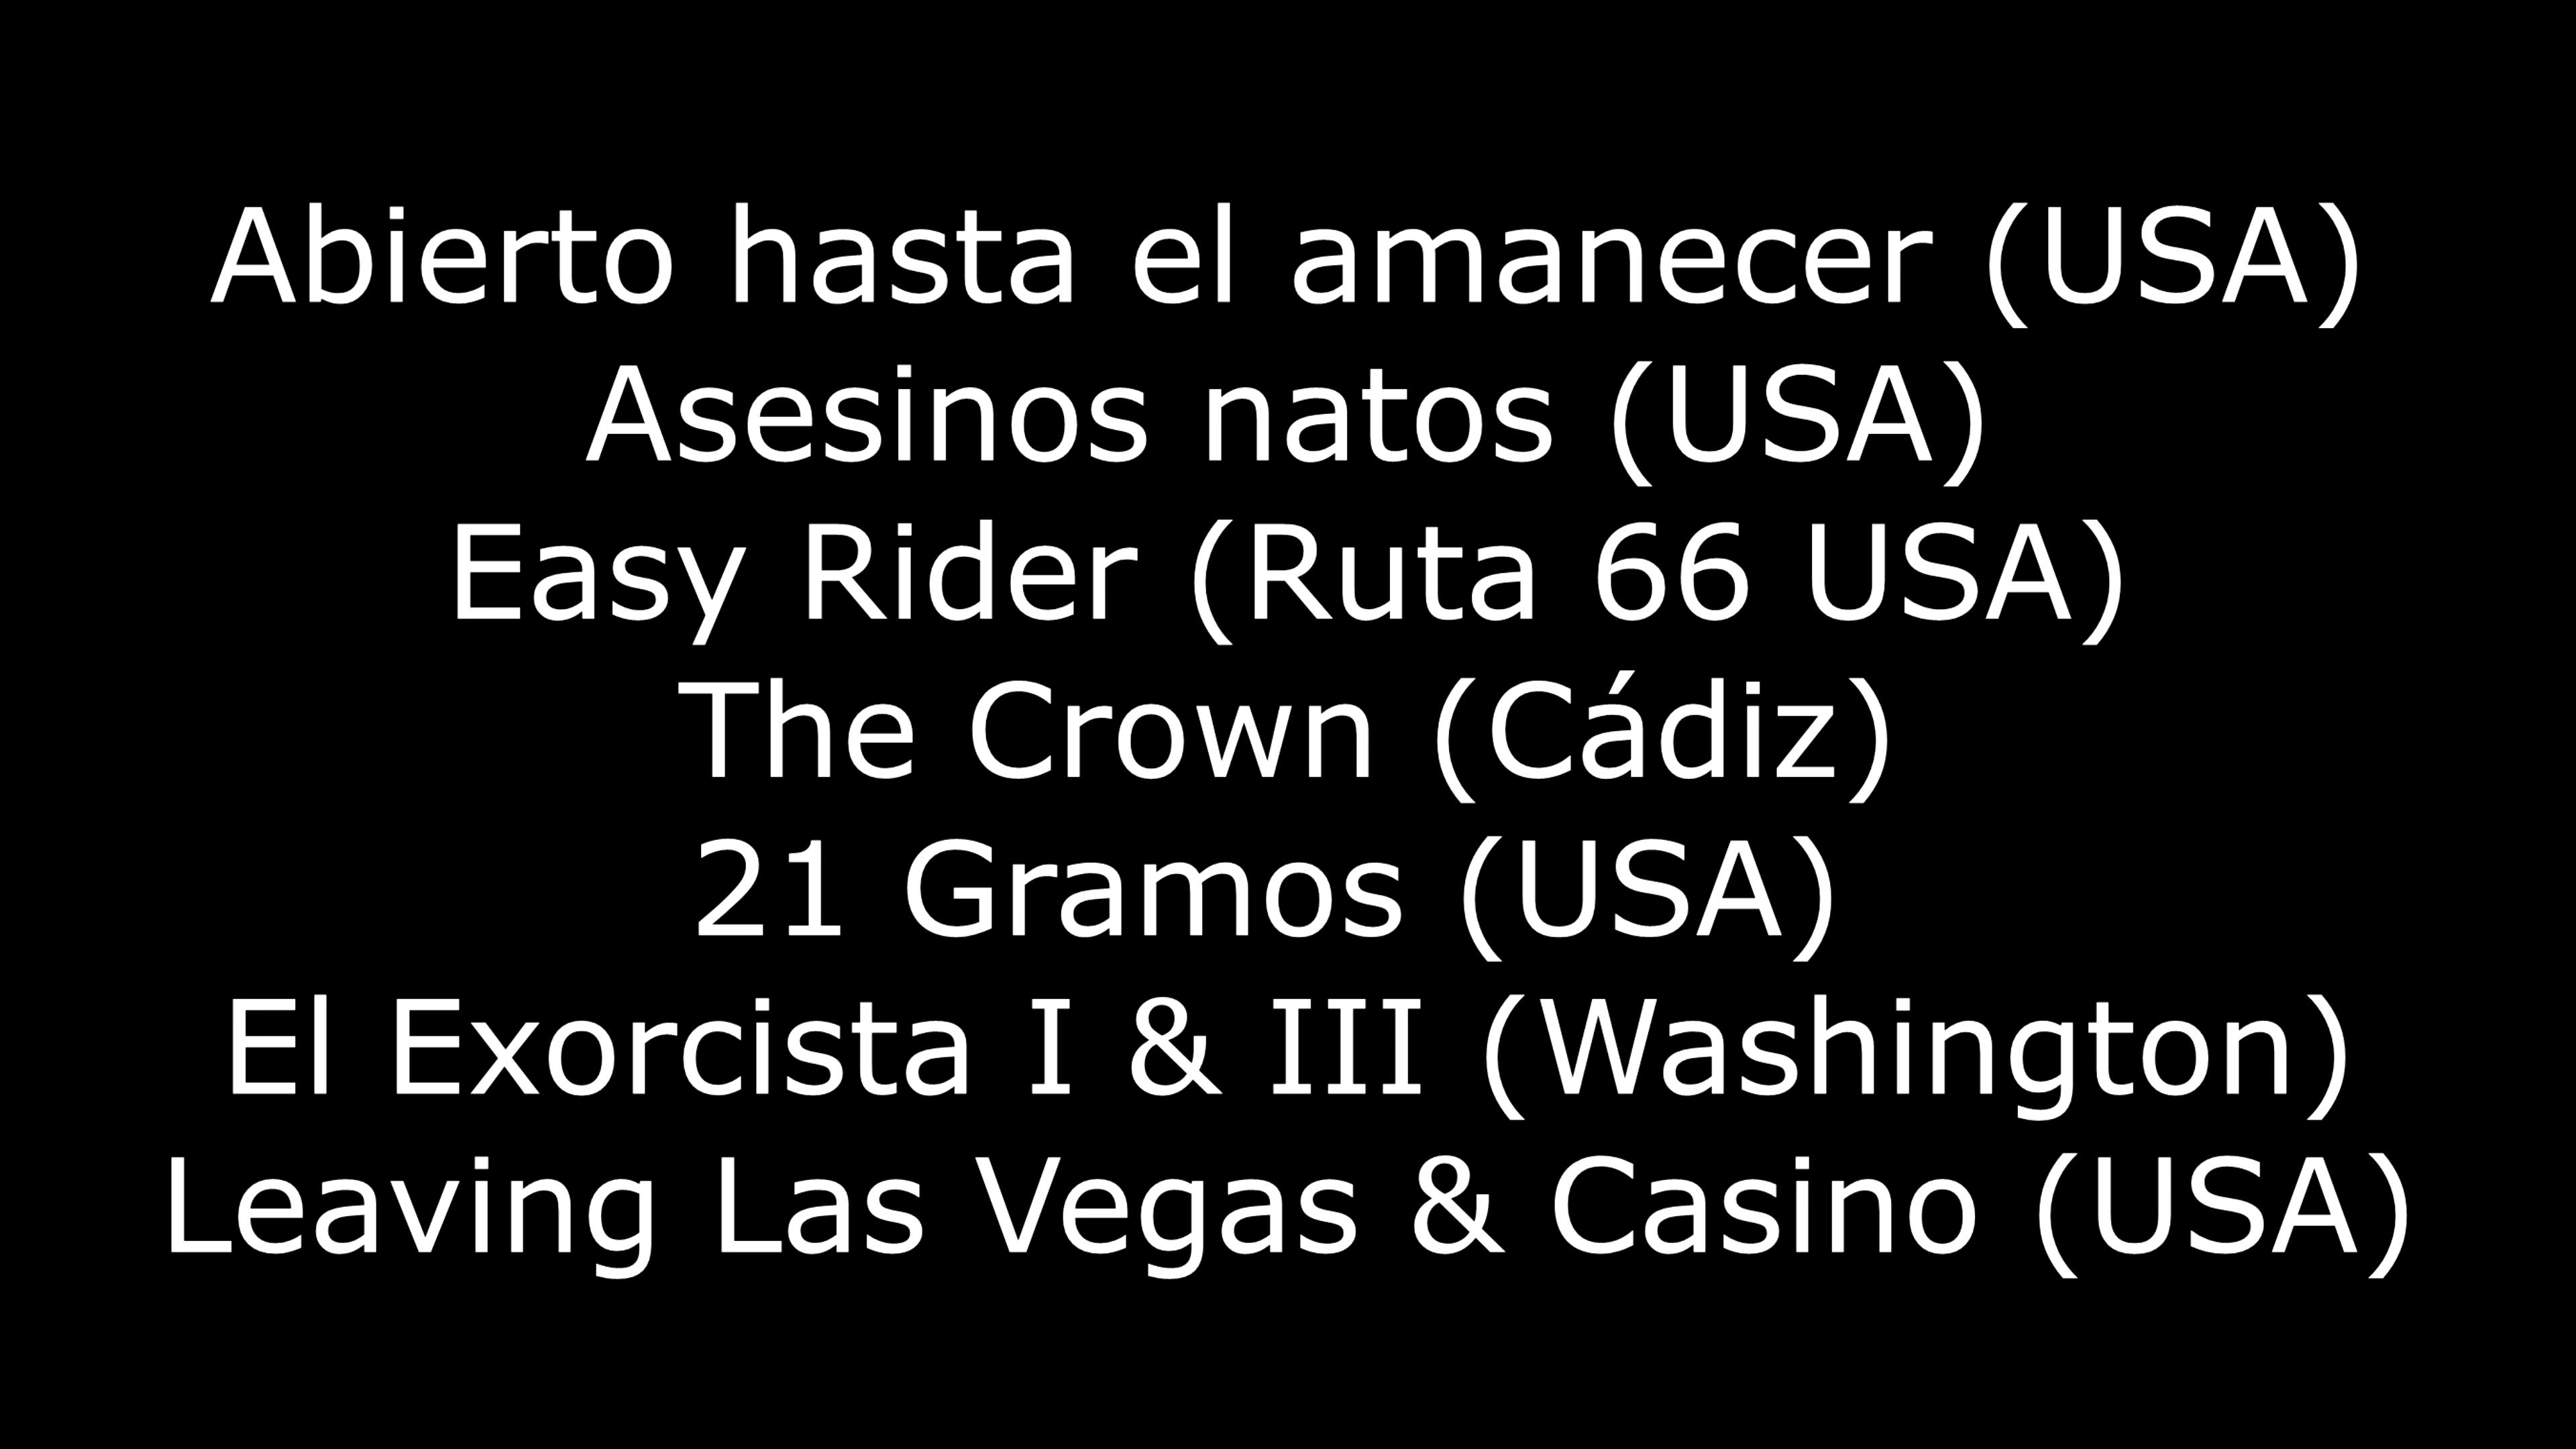 Abierto hasta el amanecer (USA)
Asesinos natos (USA)
Easy Rider (Ruta 66 USA)
The Crown (Cádiz)
21 Gramos (USA)
El Exorcista I & III (Washington)
Leaving Las Vegas & Casino (USA)